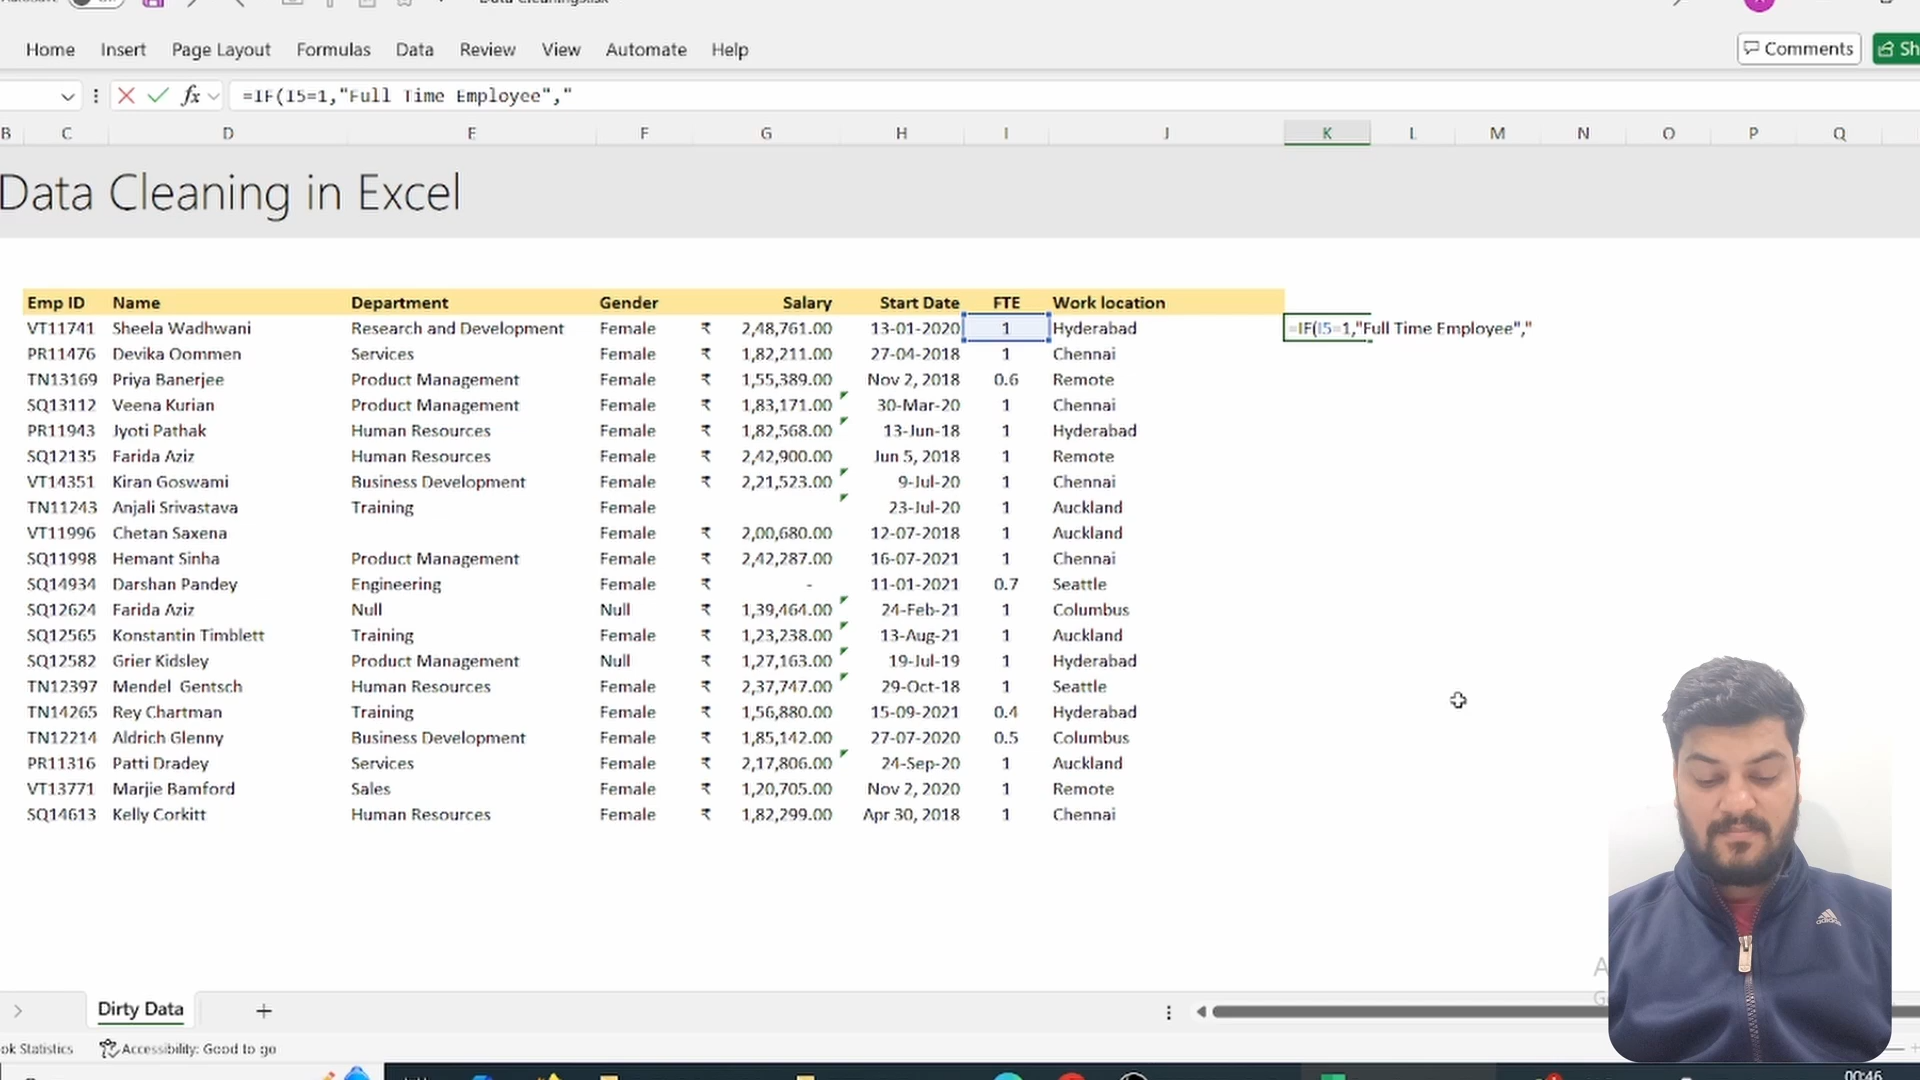 Home Insert Page Layout Formulas Data Review View Automate Help Comments
fx =IF(I5=1,"Full Time Employee","
B C D E F G H I J K L M N O P Q
Data Cleaning in Excel
Emp ID Name Department Gender Salary Start Date FTE Work location
VT11741 Sheela Wadhwani Research and Development Female ₹ 2,48,761.00 13-01-2020 1 Hyderabad =IF(I5=1,"Full Time Employee","
PR11476 Devika Oommen Services Female ₹ 1,82,211.00 27-04-2018 1 Chennai
TN13169 Priya Banerjee Product Management Female ₹ 1,55,389.00 Nov 2, 2018 0.6 Remote
SQ13112 Veena Kurian Product Management Female ₹ 1,83,171.00 30-Mar-20 1 Chennai
PR11943 Jyoti Pathak Human Resources Female ₹ 1,82,568.00 13-Jun-18 1 Hyderabad
SQ12135 Farida Aziz Human Resources Female ₹ 2,42,900.00 Jun 5, 2018 1 Remote
VT14351 Kiran Goswami Business Development Female ₹ 2,21,523.00 9-Jul-20 1 Chennai
TN11243 Anjali Srivastava Training Female 23-Jul-20 1 Auckland
VT11996 Chetan Saxena Female ₹ 2,00,680.00 12-07-2018 1 Auckland
SQ11998 Hemant Sinha Product Management Female ₹ 2,42,287.00 16-07-2021 1 Chennai
SQ14934 Darshan Pandey Engineering Female ₹ - 11-01-2021 0.7 Seattle
SQ12624 Farida Aziz Null Null ₹ 1,39,464.00 24-Feb-21 1 Columbus
SQ12565 Konstantin Timblett Training Female ₹ 1,23,238.00 13-Aug-21 1 Auckland
SQ12582 Grier Kidsley Product Management Null ₹ 1,27,163.00 19-Jul-19 1 Hyderabad
TN12397 Mendel Gentsch Human Resources Female ₹ 2,37,747.00 29-Oct-18 1 Seattle
TN14265 Rey Chartman Training Female ₹ 1,56,880.00 15-09-2021 0.4 Hyderabad
TN12214 Aldrich Glenny Business Development Female ₹ 1,85,142.00 27-07-2020 0.5 Columbus
PR11316 Patti Dradey Services Female ₹ 2,17,806.00 24-Sep-20 1 Auckland
VT13771 Marjie Bamford Sales Female ₹ 1,20,705.00 Nov 2, 2020 1 Remote
SQ14613 Kelly Corkitt Human Resources Female ₹ 1,82,299.00 Apr 30, 2018 1 Chennai
Dirty Data
Statistics Accessibility: Good to go
00:46